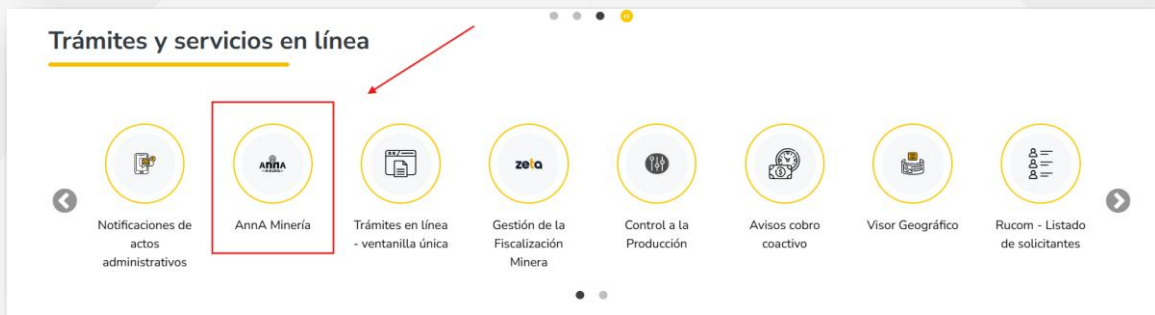 Trámites y servicios en línea
AnnA
MINERÍA
zeta
Notificaciones de
actos
administrativos
AnnA Minería
Trámites en línea
- ventanilla única
Gestión de la
Fiscalización
Minera
Control a la
Producción
Avisos cobro
coactivo
Visor Geográfico
Rucom - Listado
de solicitantes